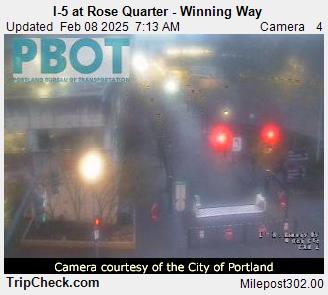 I-5 at Rose Quarter - Winning Way
Updated Feb 08 2025 7:13 AM Camera 4
PBOT
PORTLAND BUREAU OF TRANSPORTATION
Camera courtesy of the City of Portland
TripCheck.com Milepost302.00